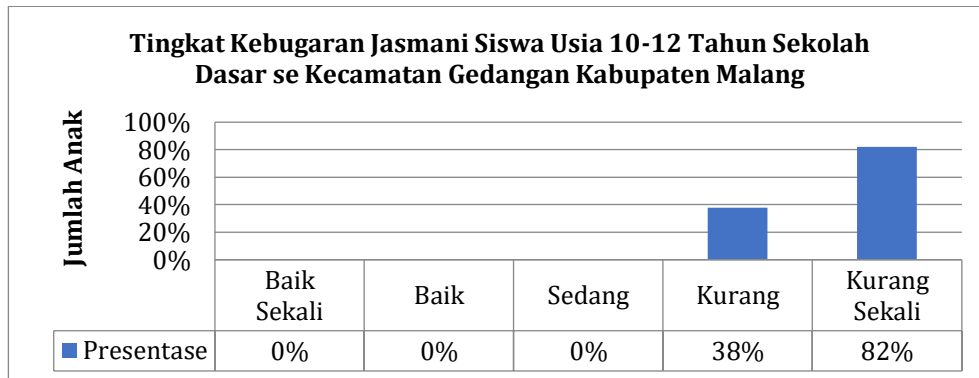 Tingkat Kebugaran Jasmani Siswa Usia 10-12 Tahun Sekolah
Dasar se Kecamatan Gedangan Kabupaten Malang
Jumlah Anak
100%
80%
60%
40%
20%
0%
Baik
Sekali
Baik
Sedang
Kurang
Kurang
Sekali
Presentase 0% 0% 0% 38% 82%